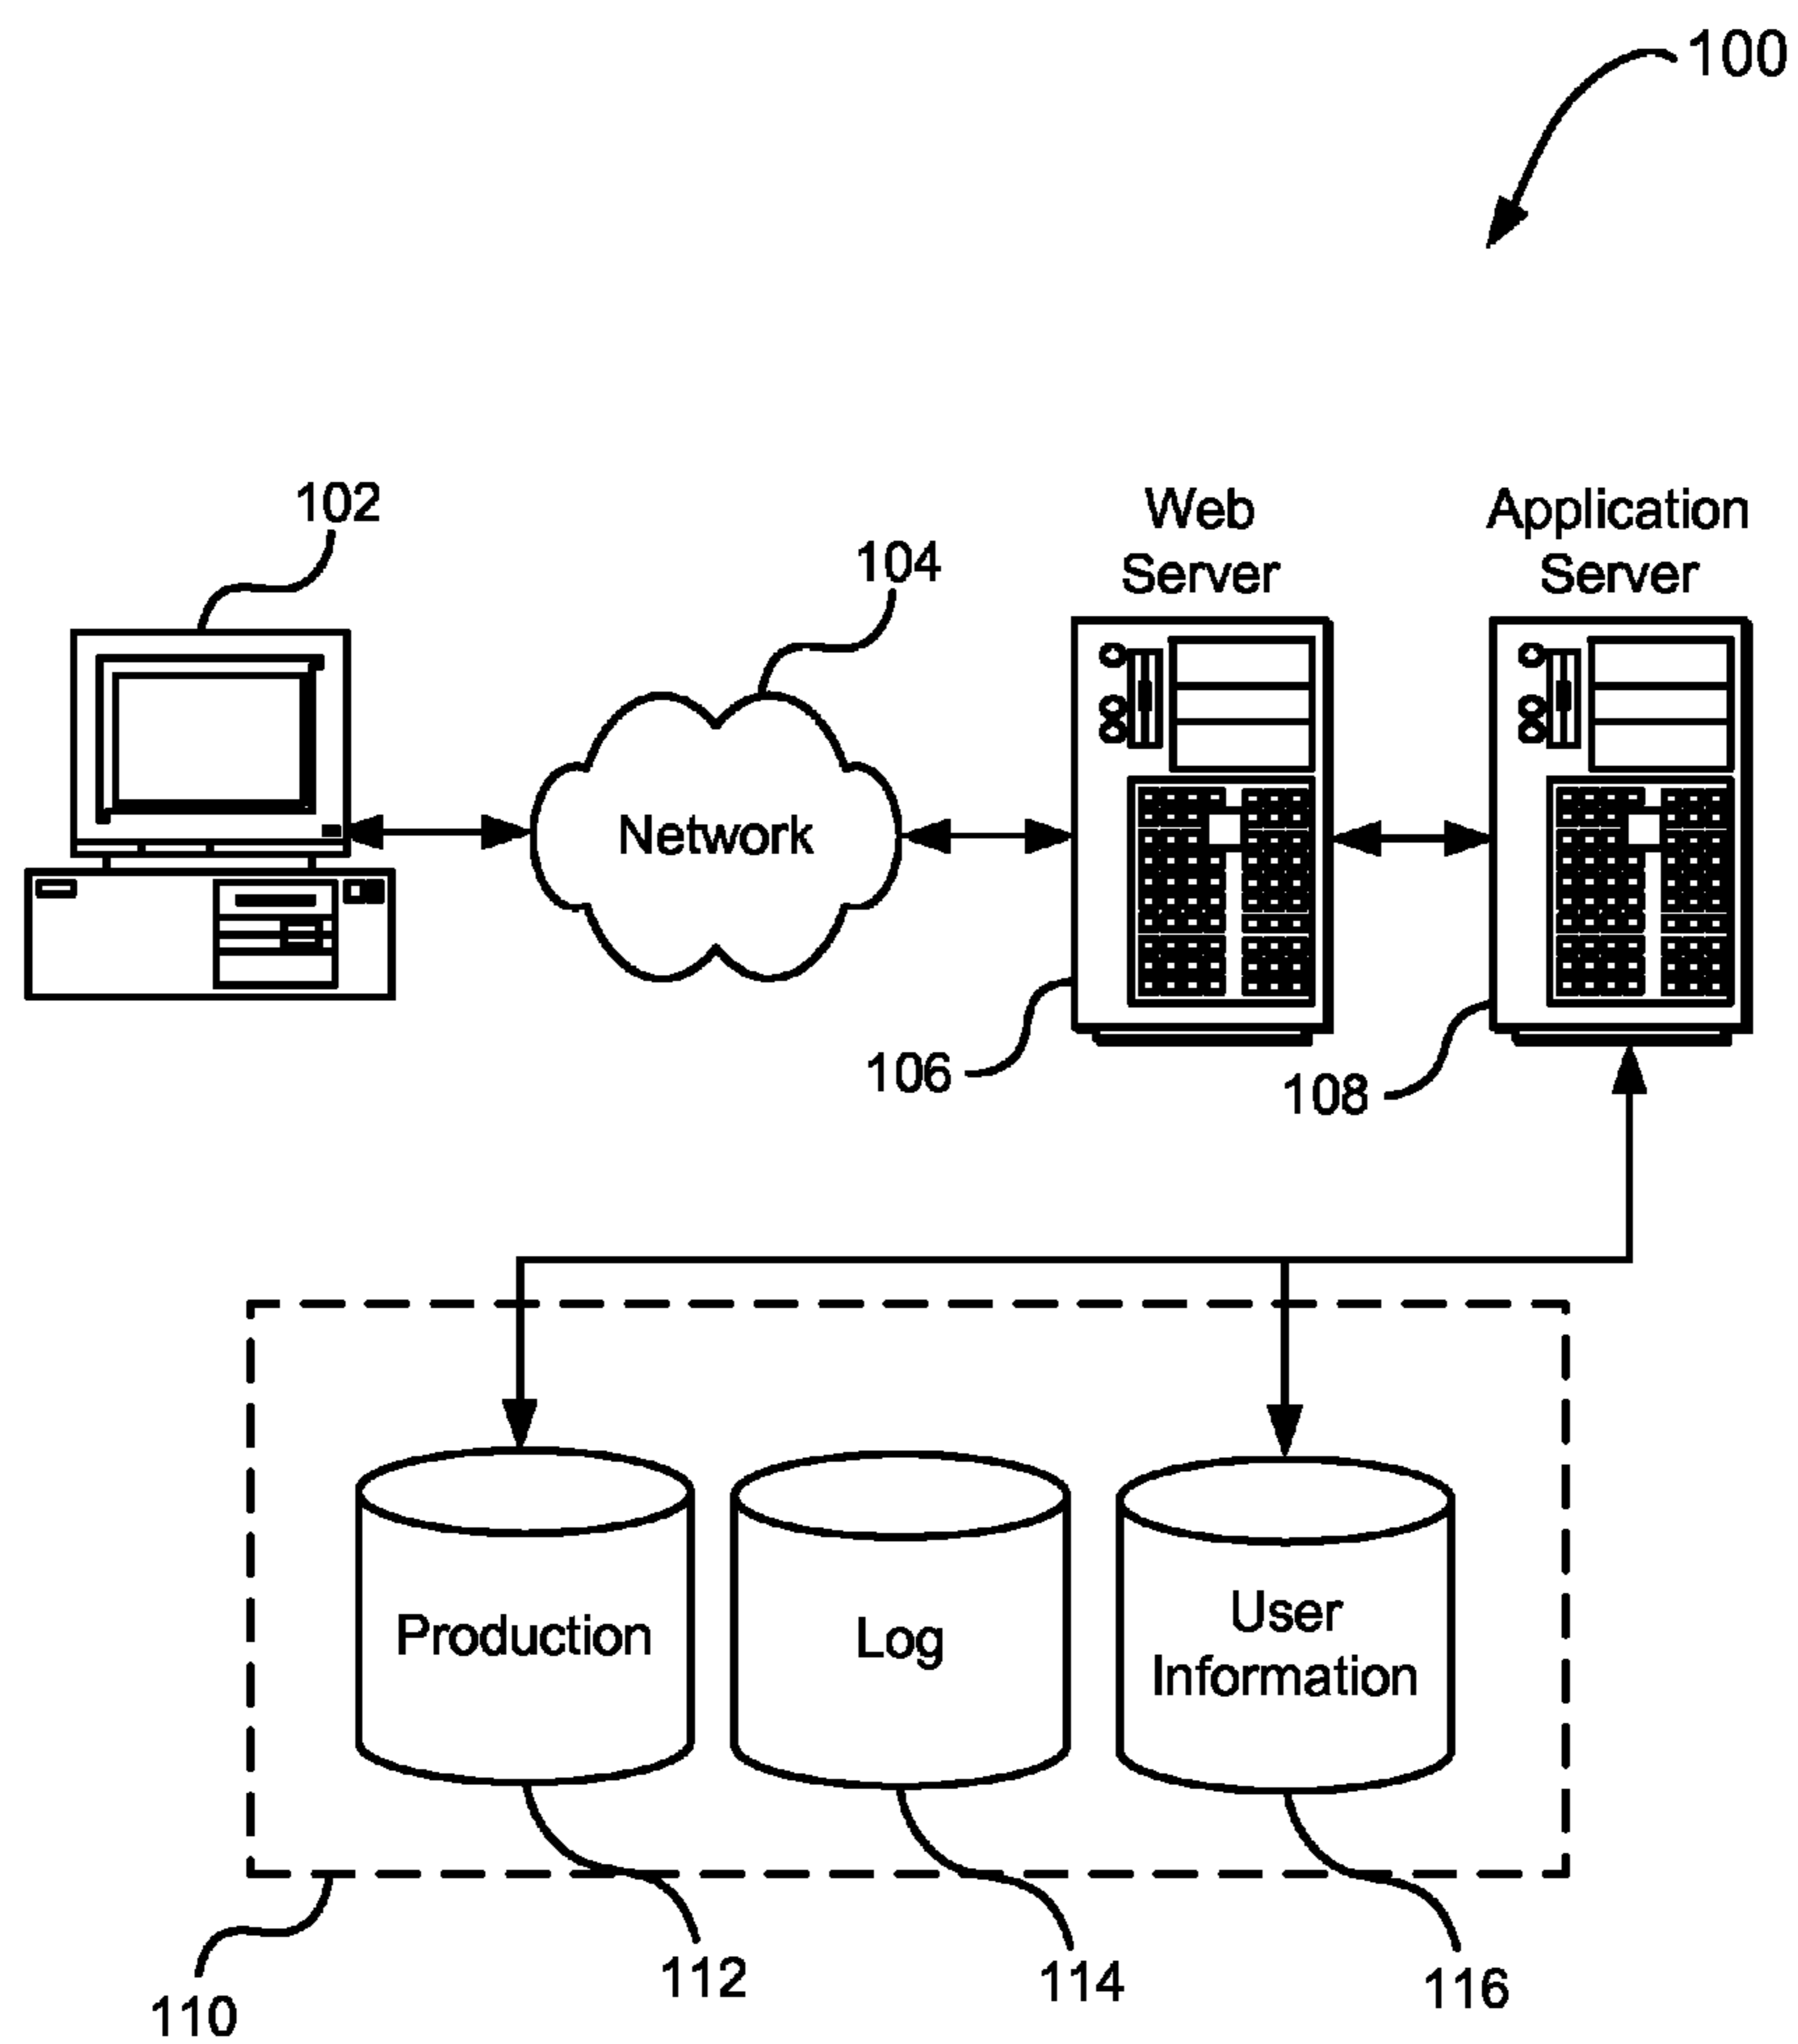 100
102
104
Web
Server
Application
Server
Network
106
108
Production
Log
User
Information
110
112
114
116